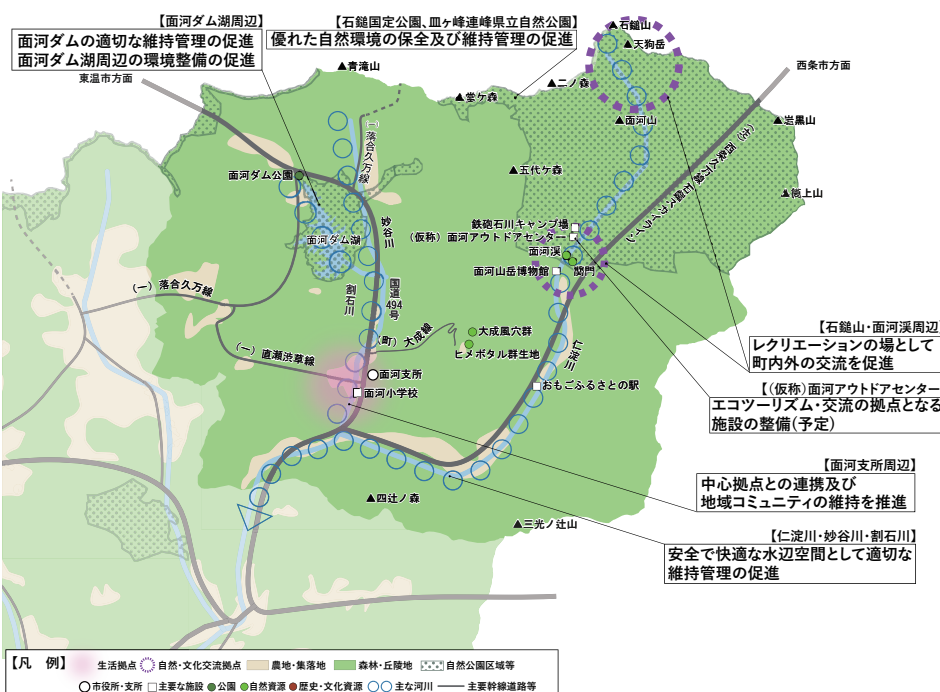 【面河ダム湖周辺】
面河ダムの適切な維持管理の促進
面河ダム湖周辺の環境整備の促進
【石鎚国定公園、皿ヶ峰連峰県立自然公園】
優れた自然環境の保全及び維持管理の促進
東温市方面
▲青滝山
▲堂ケ森
▲二ノ森
▲石鎚山
▲天狗岳
西条市方面
▲面河山
▲岩黒山
(主)西条久万線(石鎚スカイライン)
▲五代ケ森
▲筒上山
(一)落合久万線
面河ダム公園
妙谷川
鉄砲石川キャンプ場
(仮称)面河アウトドアセンター
面河渓
面河ダム湖
面河山岳博物館
関門
国道494号
割石川
(一)落合久万線
(町)大成線
大成風穴群
ヒメボタル群生地
仁淀川
(一)直瀬渋草線
面河支所
面河小学校
おもごふるさとの駅
【石鎚山・面河渓周辺】
レクリエーションの場として
町内外の交流を促進
【(仮称)面河アウトドアセンター】
エコツーリズム・交流の拠点となる
施設の整備(予定)
【面河支所周辺】
中心拠点との連携及び
地域コミュニティの維持を推進
▲四辻ノ森
▲三光ノ辻山
【仁淀川・妙谷川・割石川】
安全で快適な水辺空間として適切な
維持管理の促進
【凡 例】
生活拠点 自然・文化交流拠点 農地・集落地 森林・丘陵地 自然公園区域等
市役所・支所 主要な施設 公園 自然資源 歴史・文化資源 主な河川 主要幹線道路等